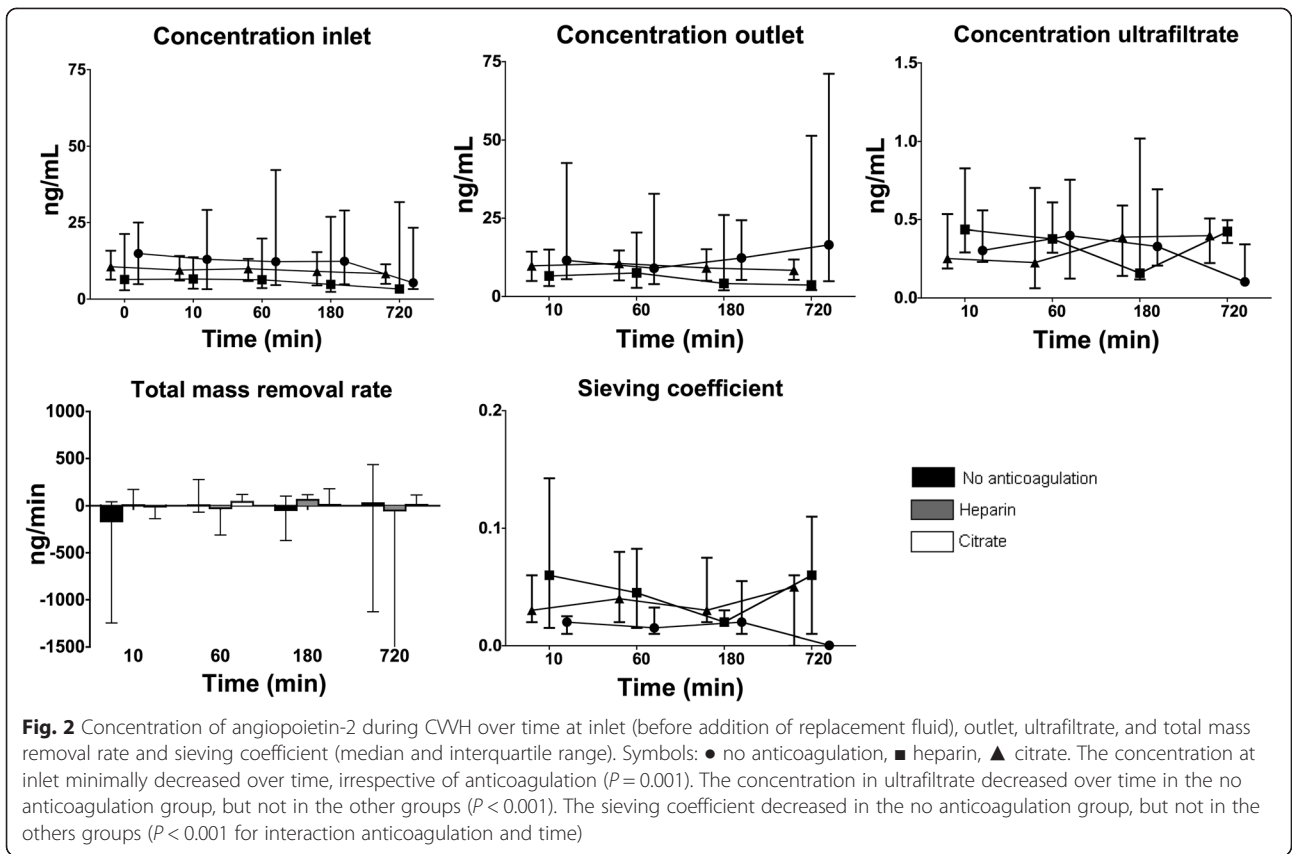 Concentration inlet
75
50
25
0
ng/mL
0 10 60 180 720
Time (min)
Concentration outlet
75
50
25
0
ng/mL
10 60 180 720
Time (min)
Concentration ultrafiltrate
1.5
1.0
0.5
0.0
ng/mL
10 60 180 720
Time (min)
Total mass removal rate
1000
500
0
-500
-1000
-1500
ng/min
10 60 180 720
Time (min)
Sieving coefficient
0.2
0.1
0.0
10 60 180 720
Time (min)
No anticoagulation
Heparin
Citrate
Fig. 2 Concentration of angiopoietin-2 during CVVH over time at inlet (before addition of replacement fluid), outlet, ultrafiltrate, and total mass
removal rate and sieving coefficient (median and interquartile range). Symbols: ● no anticoagulation, ■ heparin, ▲ citrate. The concentration at
inlet minimally decreased over time, irrespective of anticoagulation (P = 0.001). The concentration in ultrafiltrate decreased over time in the no
anticoagulation group, but not in the other groups (P < 0.001). The sieving coefficient decreased in the no anticoagulation group, but not in the
others groups (P < 0.001 for interaction anticoagulation and time)